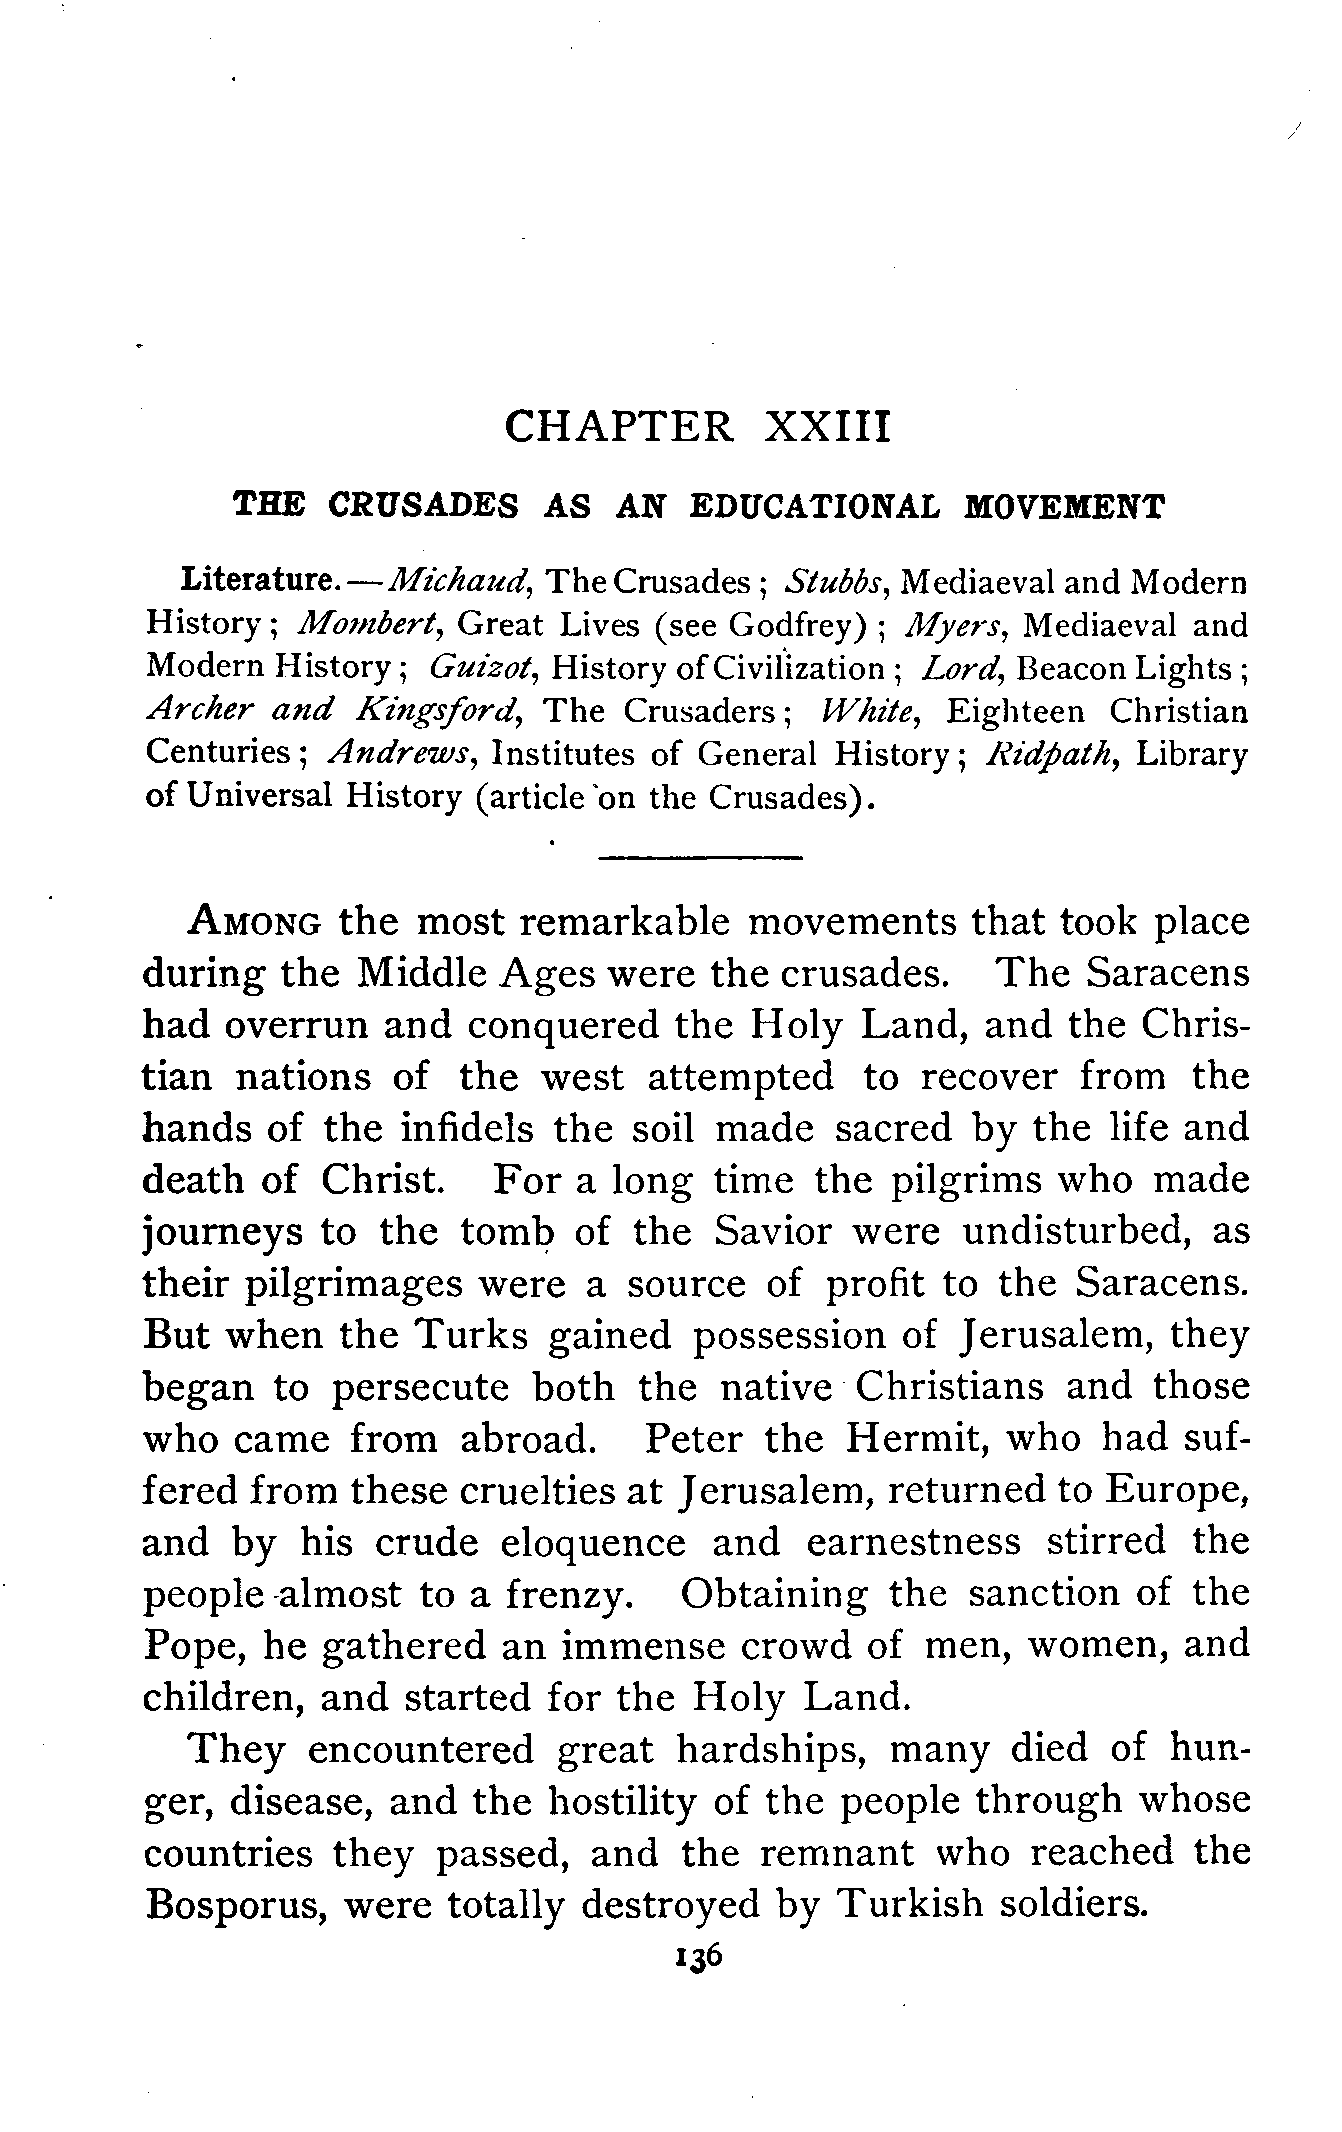 CHAPTER XXIII
THE CRUSADES AS AN EDUCATIONAL MOVEMENT
Literature. — Michaud, The Crusades ; Stubbs, Mediaeval and Modern
History ; Mombert, Great Lives (see Godfrey) ; Myers, Mediaeval and
Modern History ; Guizot, History of Civilization ; Lord, Beacon Lights ;
Archer and Kingsford, The Crusaders ; White, Eighteen Christian
Centuries ; Andrews, Institutes of General History ; Ridpath, Library
of Universal History (article on the Crusades).
AMONG the most remarkable movements that took place
during the Middle Ages were the crusades. The Saracens
had overrun and conquered the Holy Land, and the Chris-
tian nations of the west attempted to recover from the
hands of the infidels the soil made sacred by the life and
death of Christ. For a long time the pilgrims who made
journeys to the tomb of the Savior were undisturbed, as
their pilgrimages were a source of profit to the Saracens.
But when the Turks gained possession of Jerusalem, they
began to persecute both the native Christians and those
who came from abroad. Peter the Hermit, who had suf-
fered from these cruelties at Jerusalem, returned to Europe,
and by his crude eloquence and earnestness stirred the
people almost to a frenzy. Obtaining the sanction of the
Pope, he gathered an immense crowd of men, women, and
children, and started for the Holy Land.
They encountered great hardships, many died of hun-
ger, disease, and the hostility of the people through whose
countries they passed, and the remnant who reached the
Bosporus, were totally destroyed by Turkish soldiers.
136